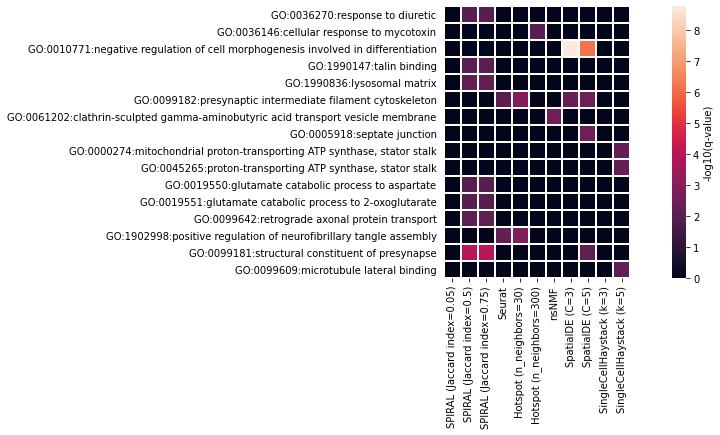 GO:0036270:response to diuretic
GO:0036146:cellular response to mycotoxin
GO:0010771:negative regulation of cell morphogenesis involved in differentiation
GO:1990147:talin binding
GO:1990836:lysosomal matrix
GO:0099182:presynaptic intermediate filament cytoskeleton
GO:0061202:clathrin-sculpted gamma-aminobutyric acid transport vesicle membrane
GO:0005918:septate junction
GO:0000274:mitochondrial proton-transporting ATP synthase, stator stalk
GO:0045265:proton-transporting ATP synthase, stator stalk
GO:0019550:glutamate catabolic process to aspartate
GO:0019551:glutamate catabolic process to 2-oxoglutarate
GO:0099642:retrograde axonal protein transport
GO:1902998:positive regulation of neurofibrillary tangle assembly
GO:0099181:structural constituent of presynapse
GO:0099609:microtubule lateral binding
SPIRAL (Jaccard index=0.05)
SPIRAL (Jaccard index=0.5)
SPIRAL (Jaccard index=0.75)
Seurat
Hotspot (n_neighbors=30)
Hotspot (n_neighbors=300)
nsNMF
SpatialDE (C=3)
SpatialDE (C=5)
SingleCellHaystack (k=3)
SingleCellHaystack (k=5)
8
7
6
5
4
3
2
1
0
-log10(q-value)